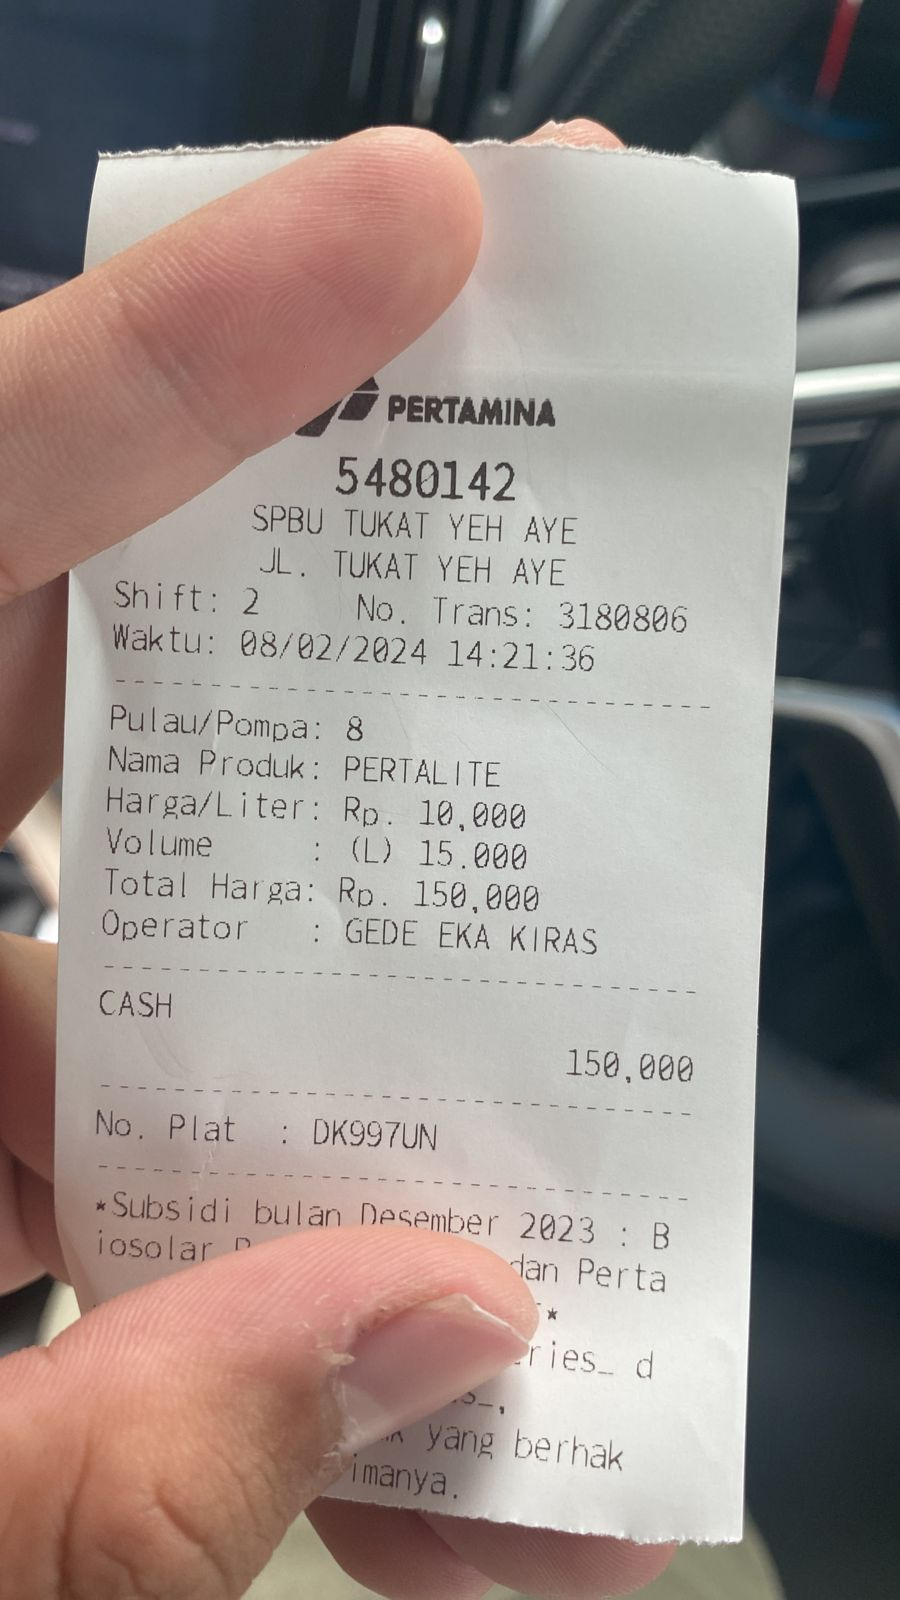 PERTAMINA
5480142
SPBU TUKAT YEH AYE
JL. TUKAT YEH AYE
Shift: 2 No. Trans: 3180806
Waktu: 08/02/2024 14:21:36
Pulau/Pompa: 8
Nama Produk: PERTALITE
Harga/Liter: Rp. 10,000
Volume : (L) 15.000
Total Harga: Rp. 150,000
Operator : GEDE EKA KIRAS
CASH
150,000
No. Plat : DK997UN
*Subsidi bulan Desember 2023 : B
iosolar dan Perta
*
d
yang berhak